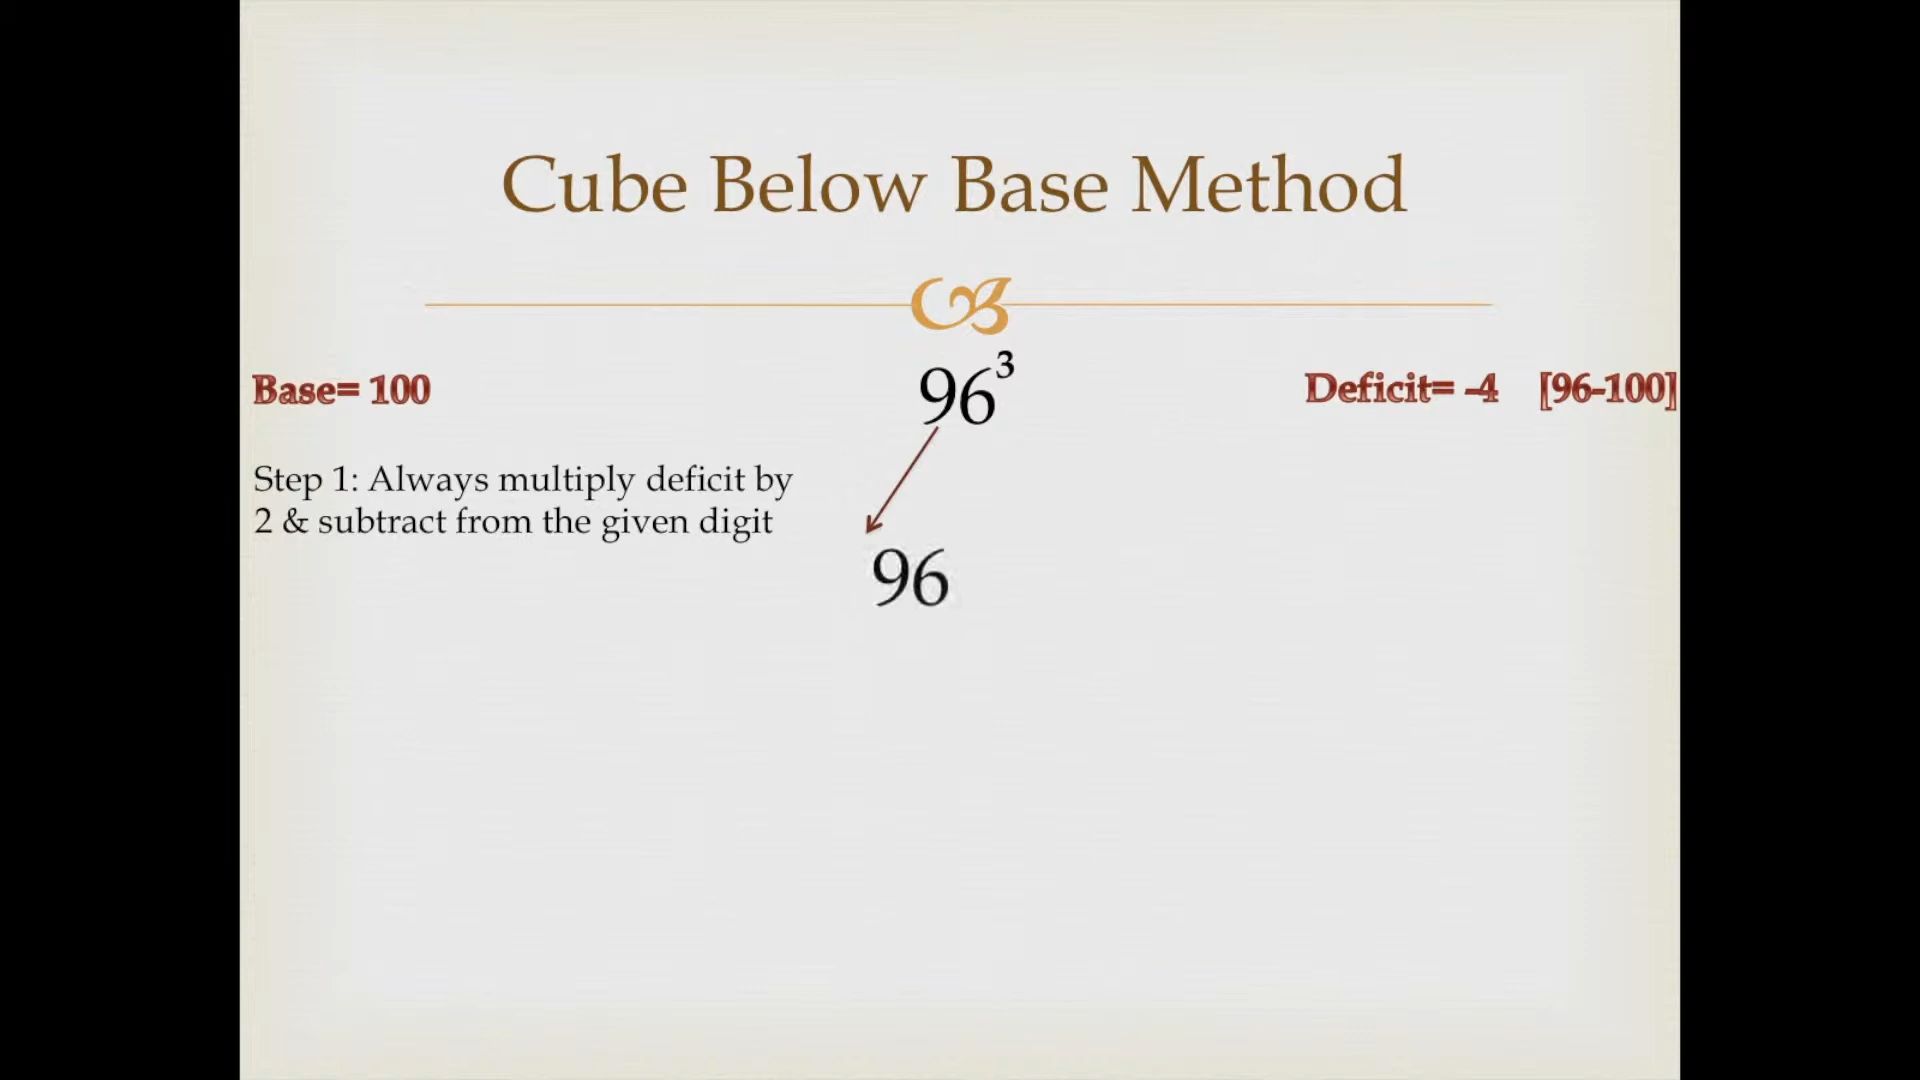 Cube Below Base Method
Base= 100
96³
Deficit= -4 [96-100]
Step 1: Always multiply deficit by
2 & subtract from the given digit
96